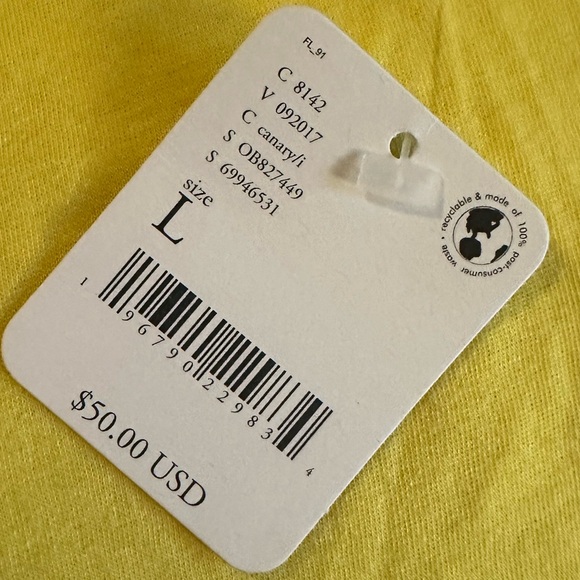 FL_91
C 8142
V 092017
C canary/i
S OB827449
S 69946531
size
L
recyclable & made of 100% post-consumer waste •
1 96790 22983 4
$50.00 USD